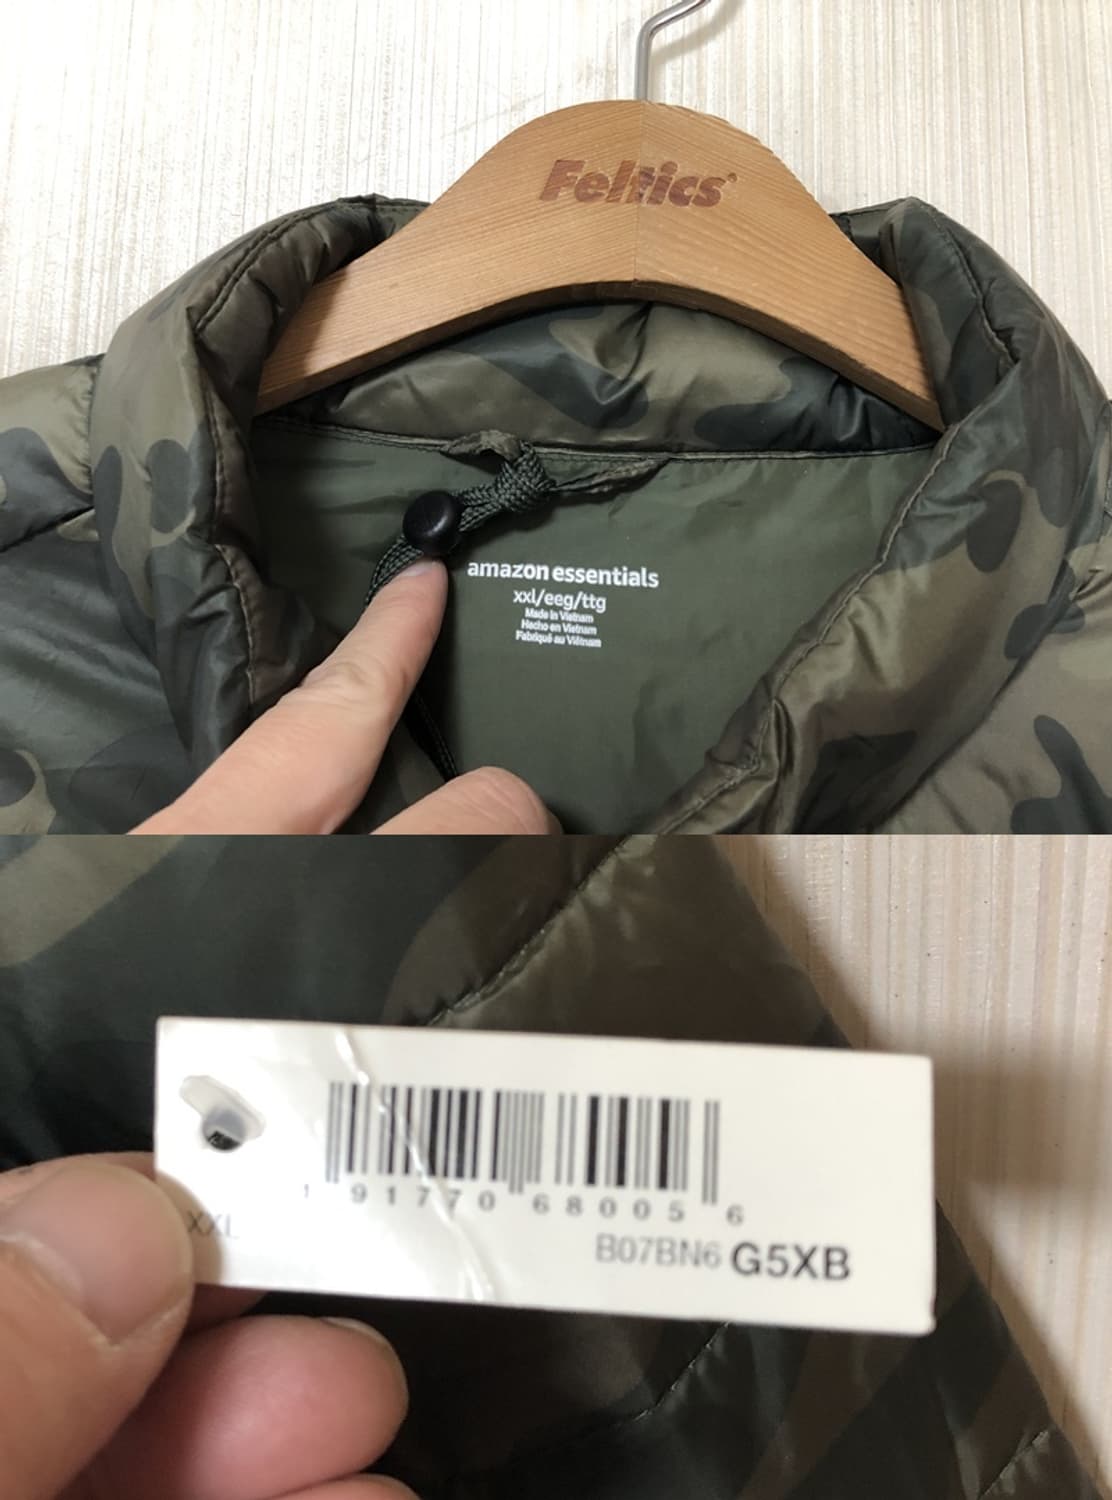 Feltics
amazon essentials
xxl/eeg/ttg
Made in Vietnam
Hecho en Vietnam
Fabriqué au Viêtnam
1 91770 68005 6
XXL
B07BN6 G5XB